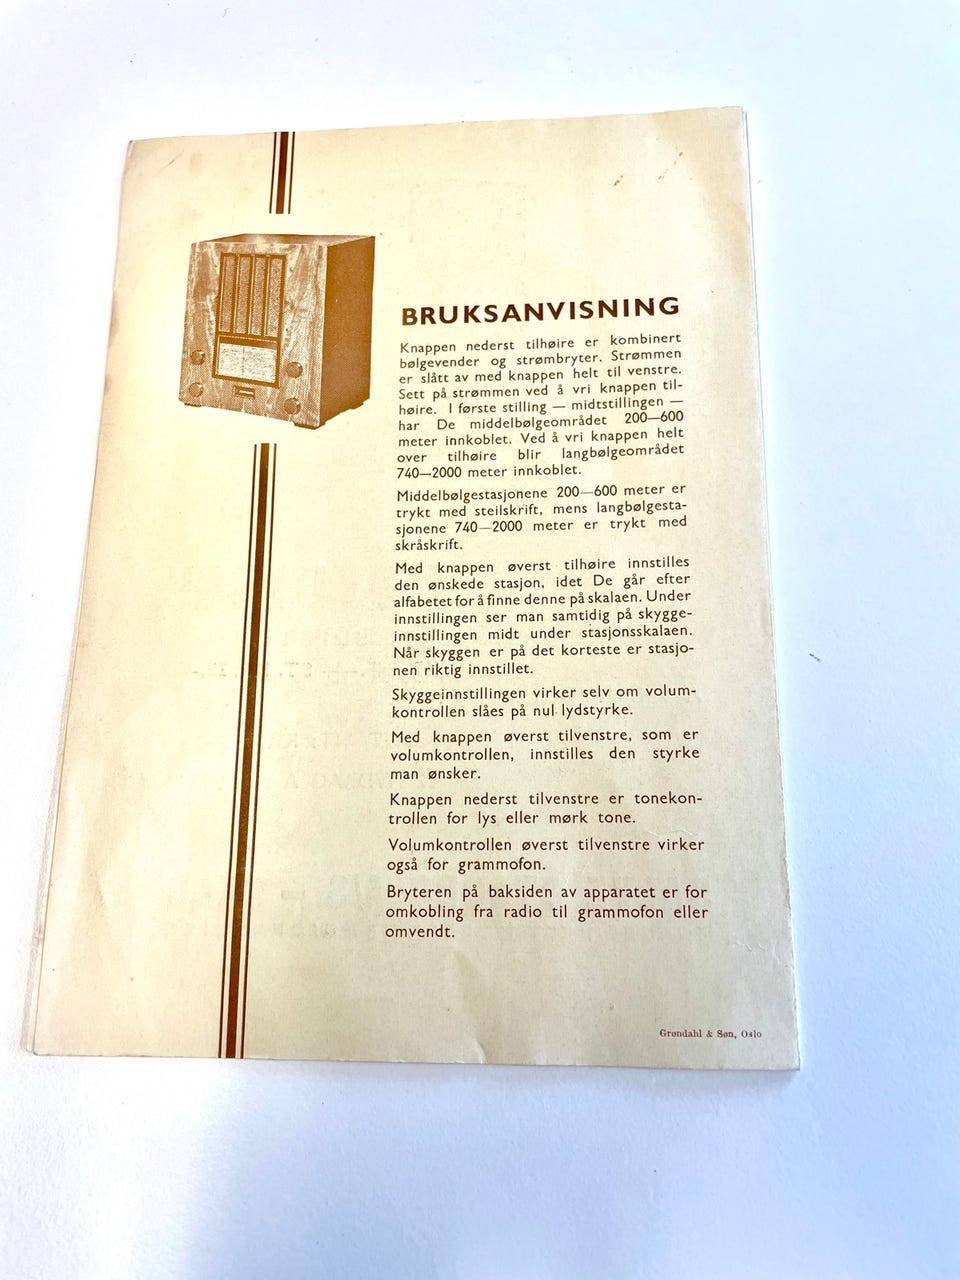 BRUKSANVISNING
Knappen nederst tilhøire er kombinert
bølgevender og strømbryter. Strømmen
er slått av med knappen helt til venstre.
Sett på strømmen ved å vri knappen til-
høire. I første stilling — midtstillingen —
har De middelbølgeområdet 200—600
meter innkoblet. Ved å vri knappen helt
over tilhøire blir langbølgeområdet
740—2000 meter innkoblet.
Middelbølgestasjonene 200—600 meter er
trykt med steilskrift, mens langbølgesta-
sjonene 740—2000 meter er trykt med
skråskrift.
Med knappen øverst tilhøire innstilles
den ønskede stasjon, idet De går efter
alfabetet for å finne denne på skalaen. Under
innstillingen ser man samtidig på skygge-
innstillingen midt under stasjonsskalaen.
Når skyggen er på det korteste er stasjo-
nen riktig innstillet.
Skyggeinnstillingen virker selv om volum-
kontrollen slåes på nul lydstyrke.
Med knappen øverst tilvenstre, som er
volumkontrollen, innstilles den styrke
man ønsker.
Knappen nederst tilvenstre er tonekon-
trollen for lys eller mørk tone.
Volumkontrollen øverst tilvenstre virker
også for grammofon.
Bryteren på baksiden av apparatet er for
omkobling fra radio til grammofon eller
omvendt.
Grøndahl & Søn, Oslo